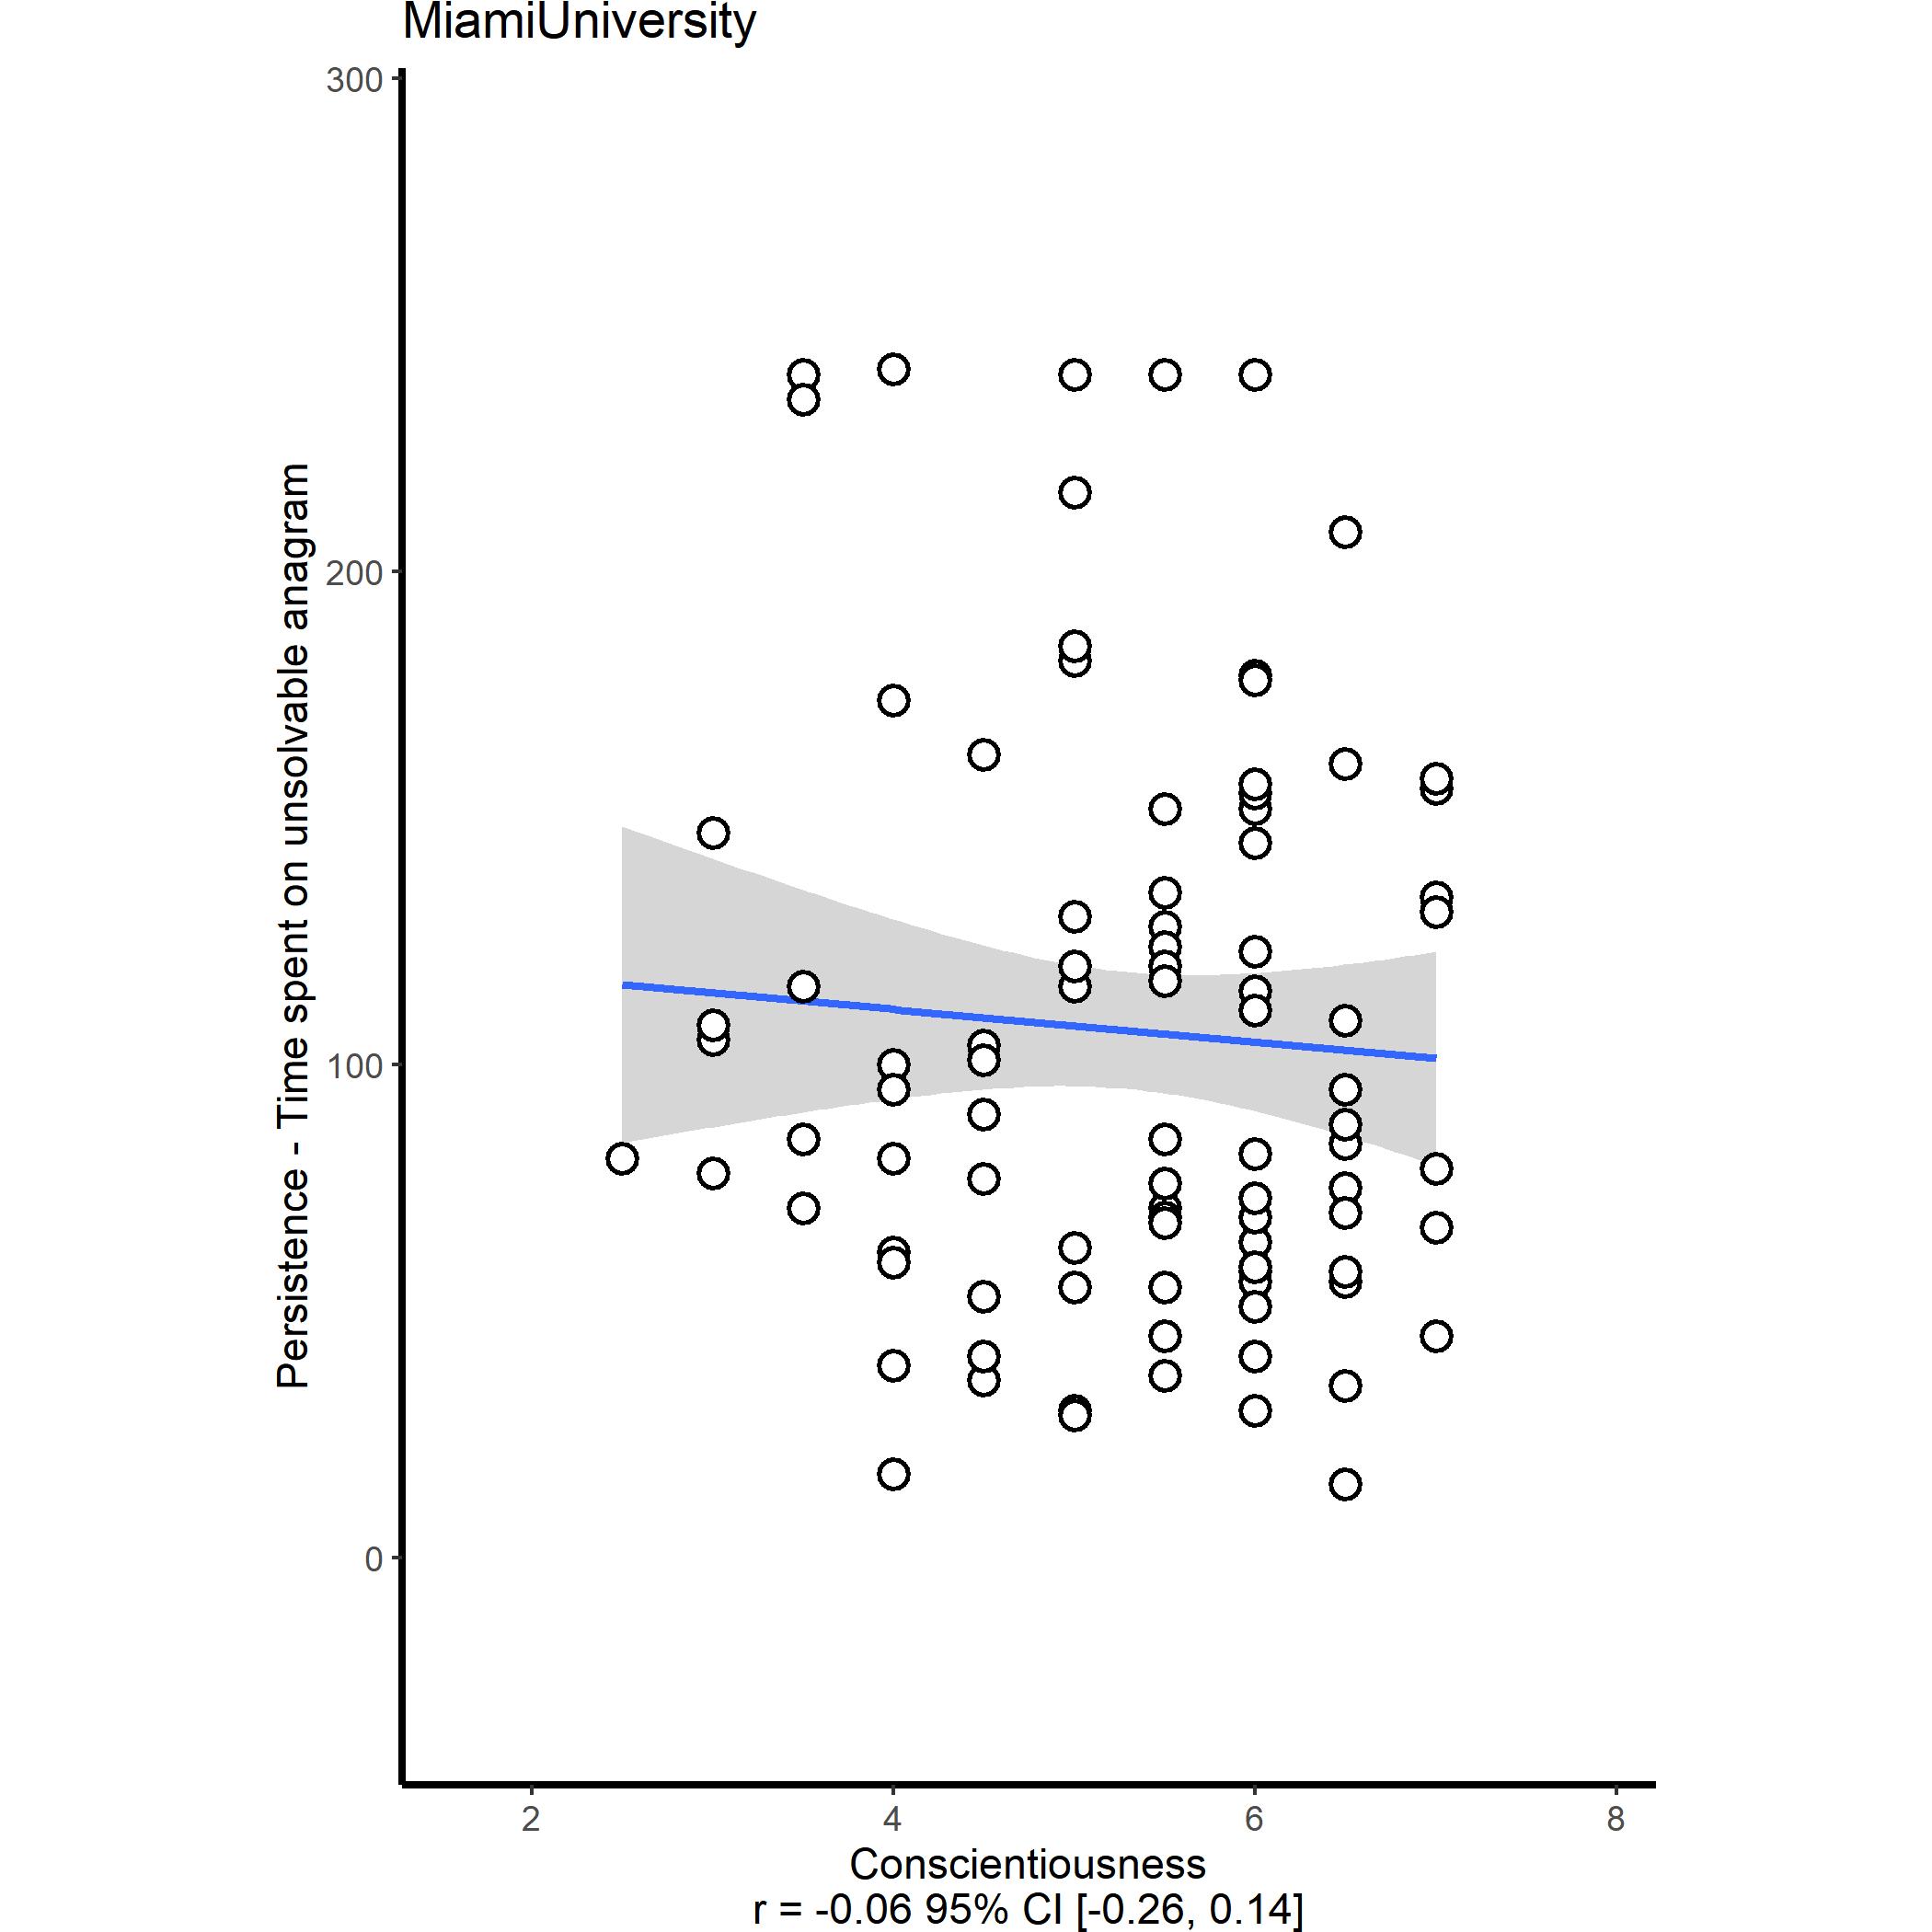 MiamiUniversity
300
200
100
0
Persistence - Time spent on unsolvable anagram
2 4 6 8
Conscientiousness
r = -0.06 95% CI [-0.26, 0.14]